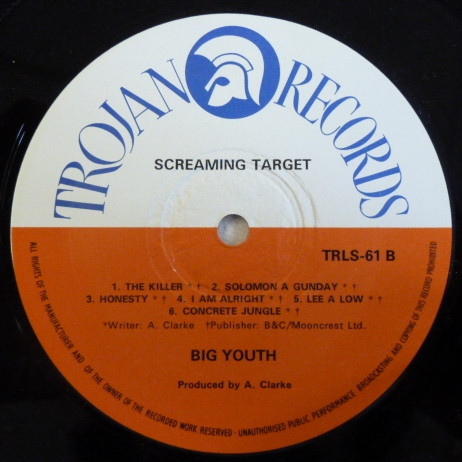 TROJAN RECORDS
SCREAMING TARGET
TRLS-61 B
1. THE KILLER * † 2. SOLOMON A GUNDAY * †
3. HONESTY * † 4. I AM ALRIGHT * † 5. LEE A LOW * †
6. CONCRETE JUNGLE * †
*Writer: A. Clarke †Publisher: B&C/Mooncrest Ltd.
BIG YOUTH
Produced by A. Clarke
ALL RIGHTS OF THE MANUFACTURER AND OF THE OWNER OF THE RECORDED WORK RESERVED - UNAUTHORISED PUBLIC PERFORMANCE BROADCASTING AND COPYING OF THIS RECORD PROHIBITED